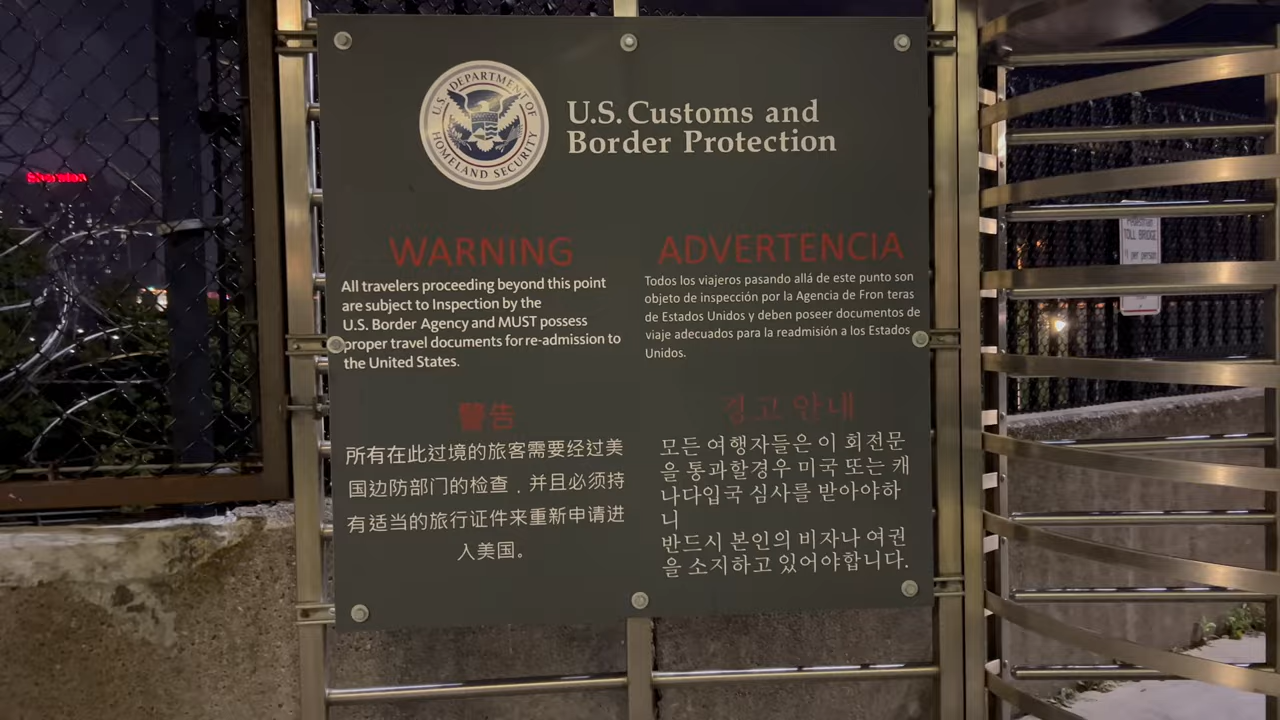 Sheraton
U.S. DEPARTMENT OF
HOMELAND SECURITY
U.S. Customs and
Border Protection
WARNING
All travelers proceeding beyond this point
are subject to Inspection by the
U.S. Border Agency and MUST possess
proper travel documents for re-admission to
the United States.
ADVERTENCIA
Todos los viajeros pasando allá de este punto son
objeto de inspección por la Agencia de Fron teras
de Estados Unidos y deben poseer documentos de
viaje adecuados para la readmisión a los Estados
Unidos.
警告
所有在此过境的旅客需要经过美
国边防部门的检查﹐并且必须持
有适当的旅行证件来重新申请进
入美国。
경고 안내
모든 여행자들은 이 회전문
을 통과할경우 미국 또는 캐
나다입국 심사를 받아야하
니
반드시 본인의 비자나 여권
을 소지하고 있어야합니다.
TOLL BRIDGE
per person